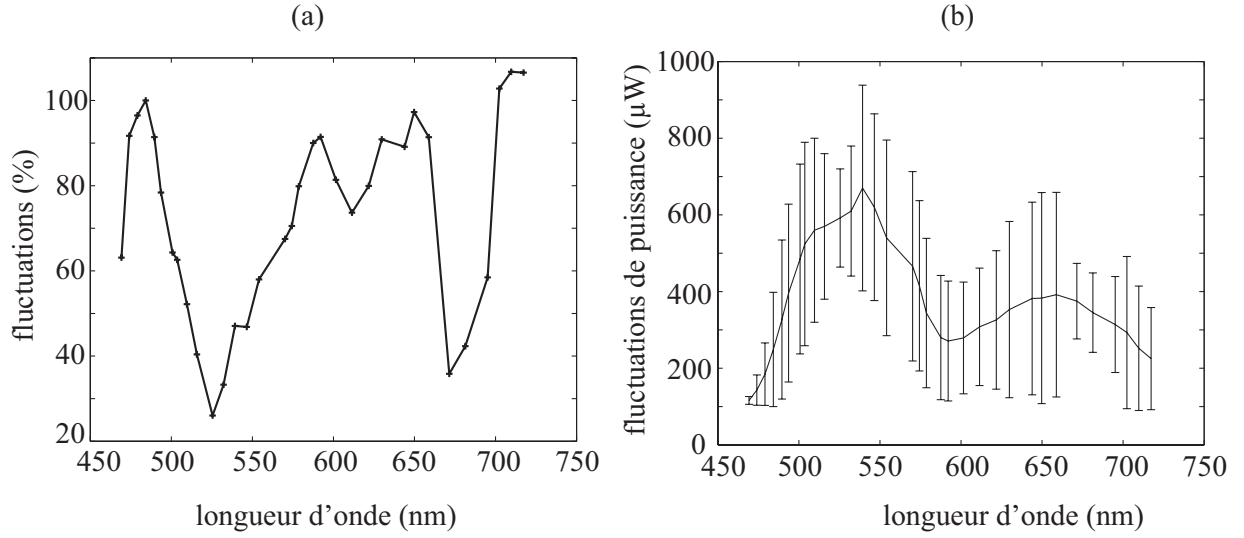 (a)
fluctuations (%)
100
80
60
40
20
450 500 550 600 650 700 750
longueur d’onde (nm)
(b)
fluctuations de puissance (µW)
1000
800
600
400
200
0
450 500 550 600 650 700 750
longueur d’onde (nm)